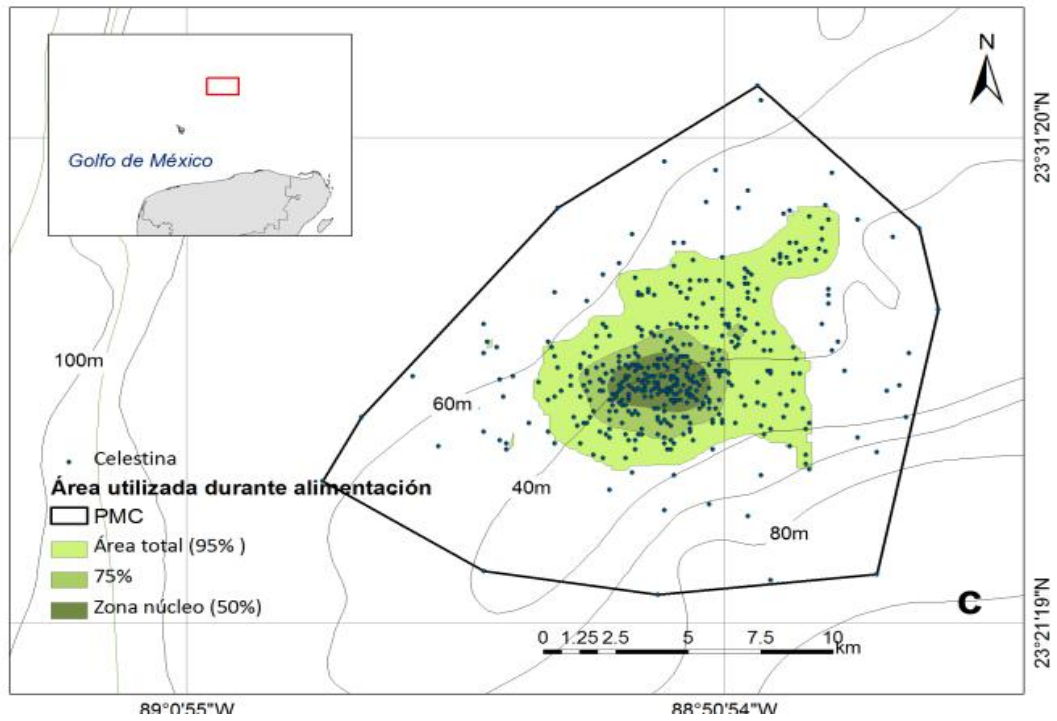 N
Golfo de México
23°31'20"N
100m
60m
40m
80m
Celestina
Área utilizada durante alimentación
PMC
Área total (95% )
75%
Zona núcleo (50%)
C
0 1.25 2.5 5 7.5 10
km
23°21'19"N
89°0'55"W 88°50'54"W